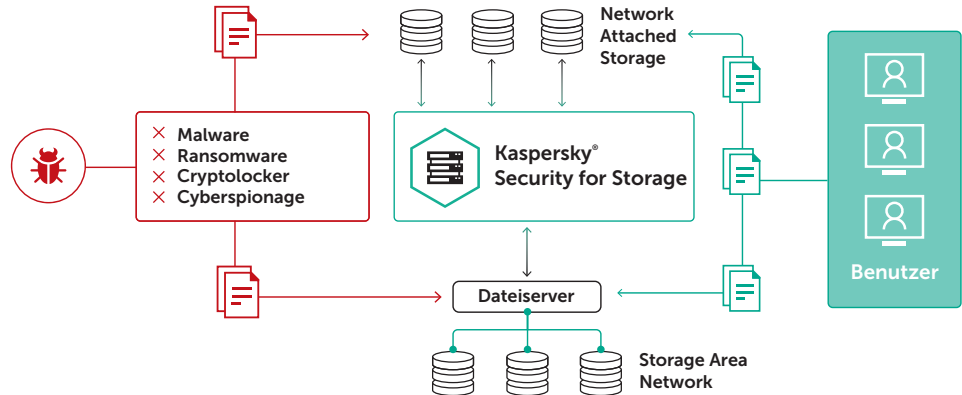 Network
Attached
Storage
Malware
Ransomware
Cryptolocker
Cyberspionage
Kaspersky®
Security for Storage
Benutzer
Dateiserver
Storage Area
Network